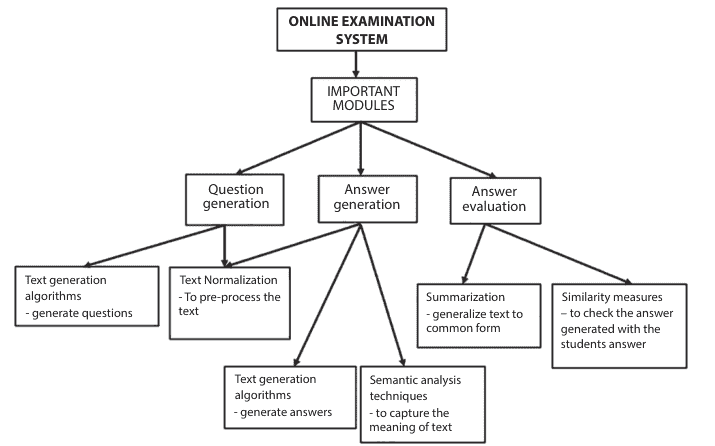 ONLINE EXAMINATION
SYSTEM
IMPORTANT
MODULES
Question
generation
Answer
generation
Answer
evaluation
Text generation
algorithms
- generate questions
Text Normalization
- To pre-process the
text
Summarization
- generalize text to
common form
Similarity measures
– to check the answer
generated with the
students answer
Text generation
algorithms
- generate answers
Semantic analysis
techniques
- to capture the
meaning of text